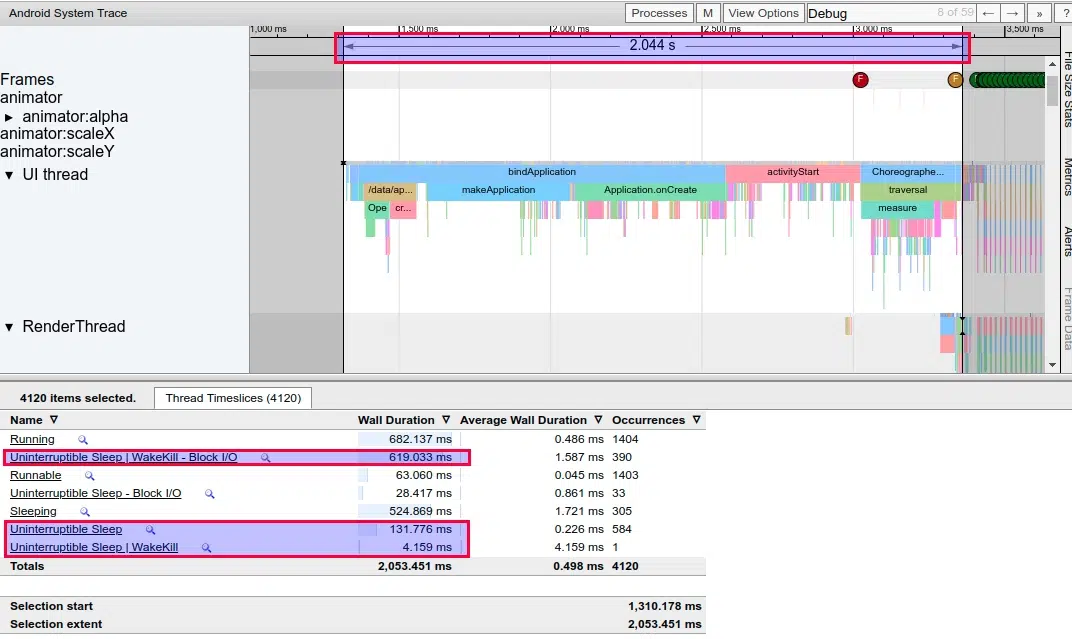 Android System Trace
Processes M View Options Debug 8 of 59 ← → » ?
1,000 ms 1,500 ms 2,000 ms 2,500 ms 3,000 ms 3,500 ms
2.044 s
File Size Stats
Metrics
Alerts
Frame Data
Frames
F F
animator
► animator:alpha
animator:scaleX
animator:scaleY
▼ UI thread
bindApplication activityStart Choreographe...
/data/ap... makeApplication Application.onCreate traversal
Ope cr... measure
▼ RenderThread
4120 items selected. Thread Timeslices (4120)
Name ∇ Wall Duration ∇ Average Wall Duration ∇ Occurrences ∇
Running 682.137 ms 0.486 ms 1404
Uninterruptible Sleep | WakeKill - Block I/O 619.033 ms 1.587 ms 390
Runnable 63.060 ms 0.045 ms 1403
Uninterruptible Sleep - Block I/O 28.417 ms 0.861 ms 33
Sleeping 524.869 ms 1.721 ms 305
Uninterruptible Sleep 131.776 ms 0.226 ms 584
Uninterruptible Sleep | WakeKill 4.159 ms 4.159 ms 1
Totals 2,053.451 ms 0.498 ms 4120
Selection start 1,310.178 ms
Selection extent 2,053.451 ms